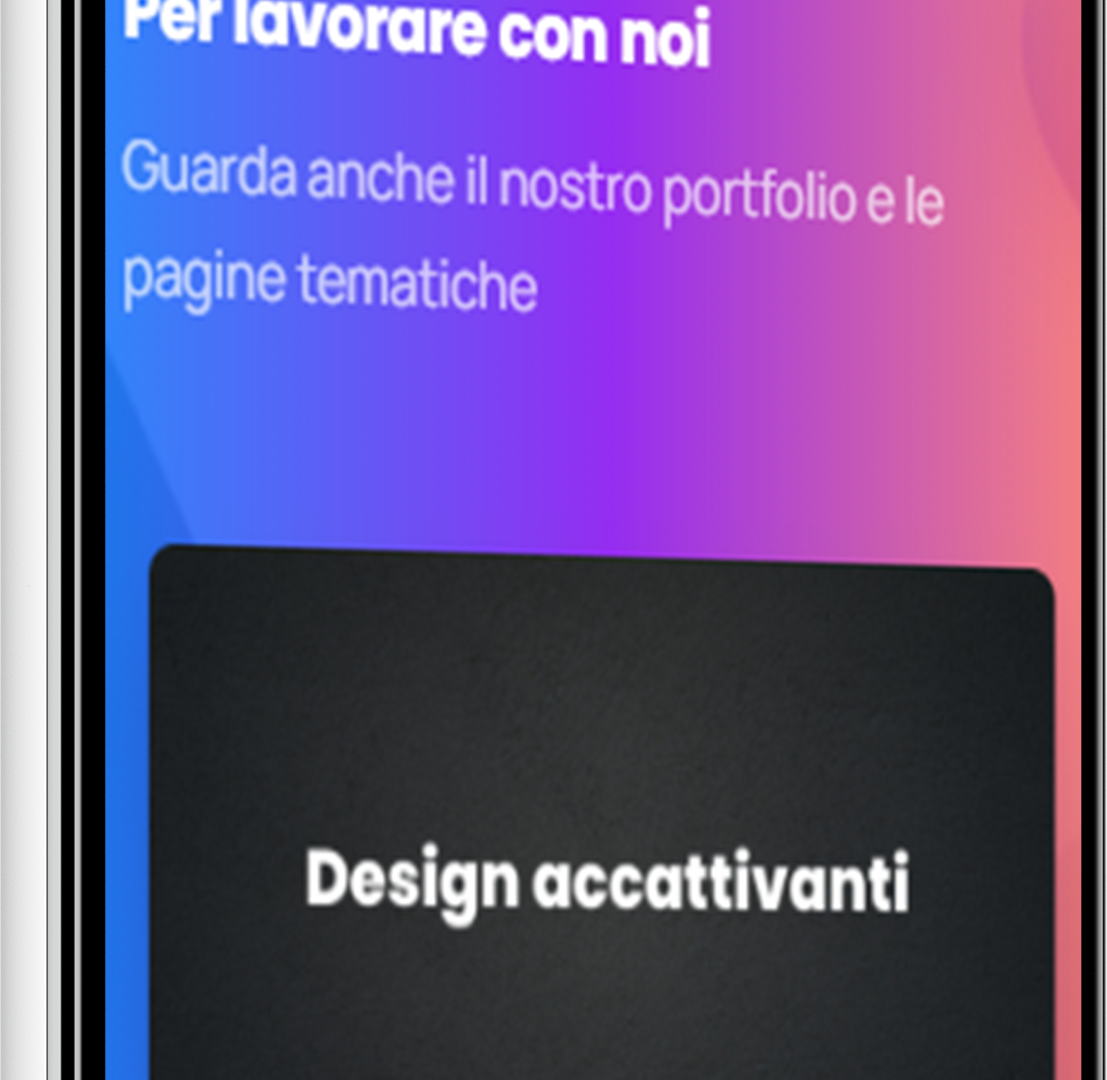 Per lavorare con noi
Guarda anche il nostro portfolio e le
pagine tematiche
Design accattivanti